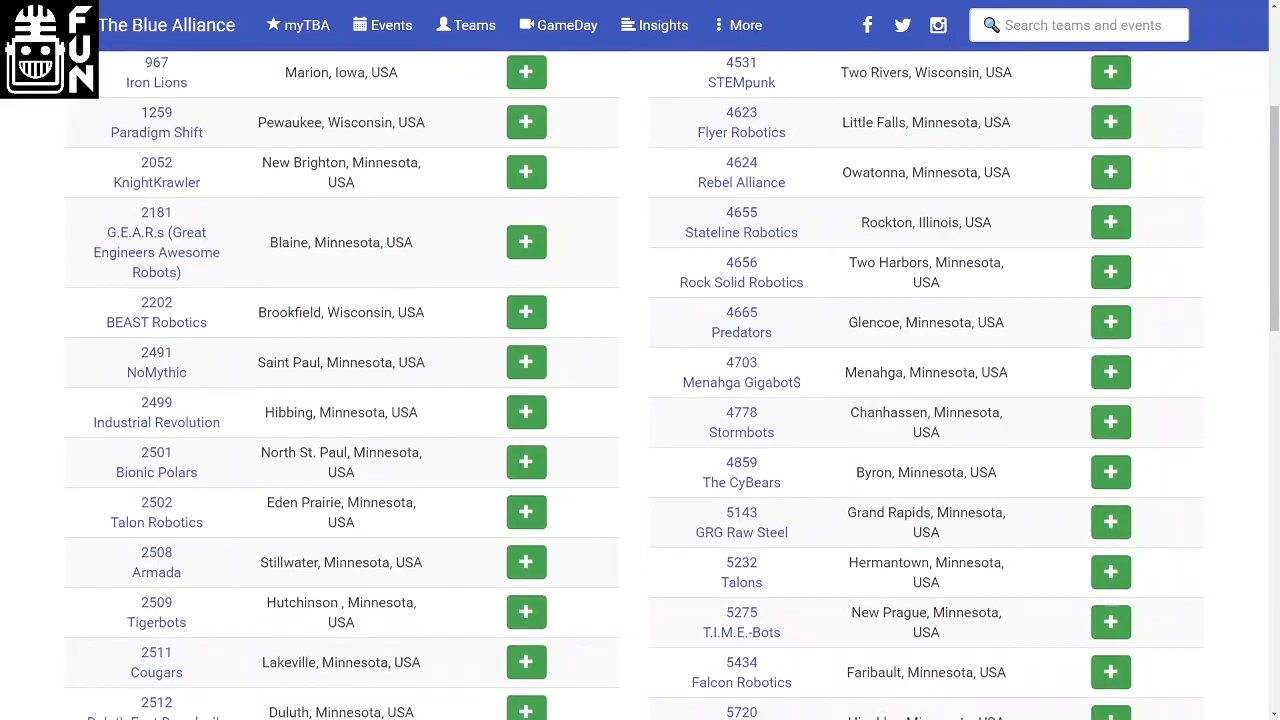 FUN
The Blue Alliance
myTBA
Events
GameDay
Insights
Search teams and events
967
Iron Lions
Marion, Iowa, USA
1259
Paradigm Shift
Pewaukee, Wisconsin, USA
2052
KnightKrawler
New Brighton, Minnesota,
USA
2181
G.E.A.R.s (Great
Engineers Awesome
Robots)
Blaine, Minnesota, USA
2202
BEAST Robotics
Brookfield, Wisconsin, USA
2491
NoMythic
Saint Paul, Minnesota, USA
2499
Industrial Revolution
Hibbing, Minnesota, USA
2501
Bionic Polars
North St. Paul, Minnesota,
USA
2502
Talon Robotics
Eden Prairie, Minnesota,
USA
2508
Armada
Stillwater, Minnesota, USA
2509
Tigerbots
Hutchinson , Minnesota,
USA
2511
Cougars
Lakeville, Minnesota, USA
2512
Duluth, Minnesota, USA
4531
STEMpunk
Two Rivers, Wisconsin, USA
4623
Flyer Robotics
Little Falls, Minnesota, USA
4624
Rebel Alliance
Owatonna, Minnesota, USA
4655
Stateline Robotics
Rockton, Illinois, USA
4656
Rock Solid Robotics
Two Harbors, Minnesota,
USA
4665
Predators
Glencoe, Minnesota, USA
4703
Menahga Gigabot$
Menahga, Minnesota, USA
4778
Stormbots
Chanhassen, Minnesota,
USA
4859
The CyBears
Byron, Minnesota, USA
5143
GRG Raw Steel
Grand Rapids, Minnesota,
USA
5232
Talons
Hermantown, Minnesota,
USA
5275
T.I.M.E.-Bots
New Prague, Minnesota,
USA
5434
Falcon Robotics
Faribault, Minnesota, USA
5720